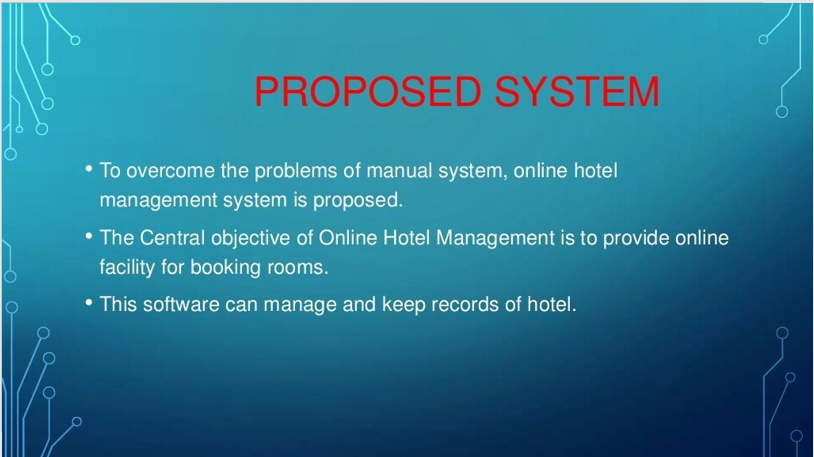 PROPOSED SYSTEM
• To overcome the problems of manual system, online hotel
management system is proposed.
• The Central objective of Online Hotel Management is to provide online
facility for booking rooms.
• This software can manage and keep records of hotel.